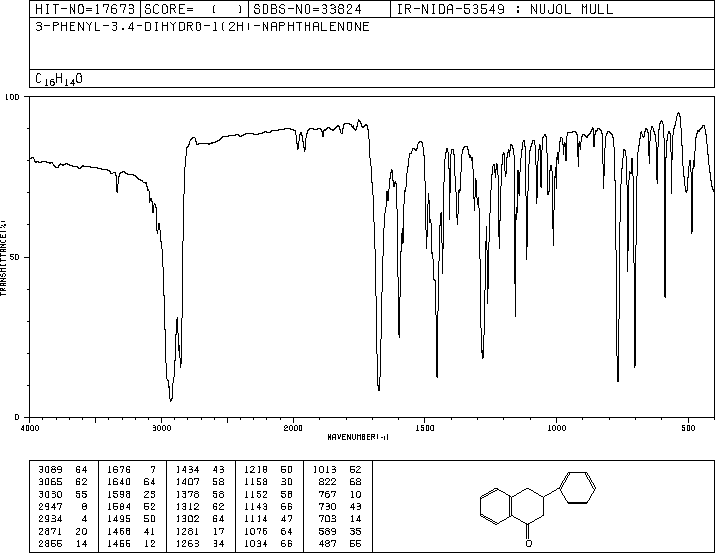 HIT-NO=17673 SCORE= ( ) SDBS-NO=33824 IR-NIDA-53549 : NUJOL MULL
3-PHENYL-3,4-DIHYDRO-1(2H)-NAPHTHALENONE
C16H14O
100
50
0
TRANSMITTANCE(%)
4000 3000 2000 1500 1000 500
WAVENUMBER(-1)
3089 64 1676 7 1434 43 1218 50 1013 52
3065 62 1640 64 1407 58 1158 30 822 68
3030 55 1598 25 1378 58 1152 58 767 10
2947 8 1584 52 1312 62 1143 66 730 43
2934 4 1495 50 1302 64 1114 47 703 14
2871 20 1468 41 1281 17 1076 64 589 35
2855 14 1455 12 1263 34 1034 66 487 55
O